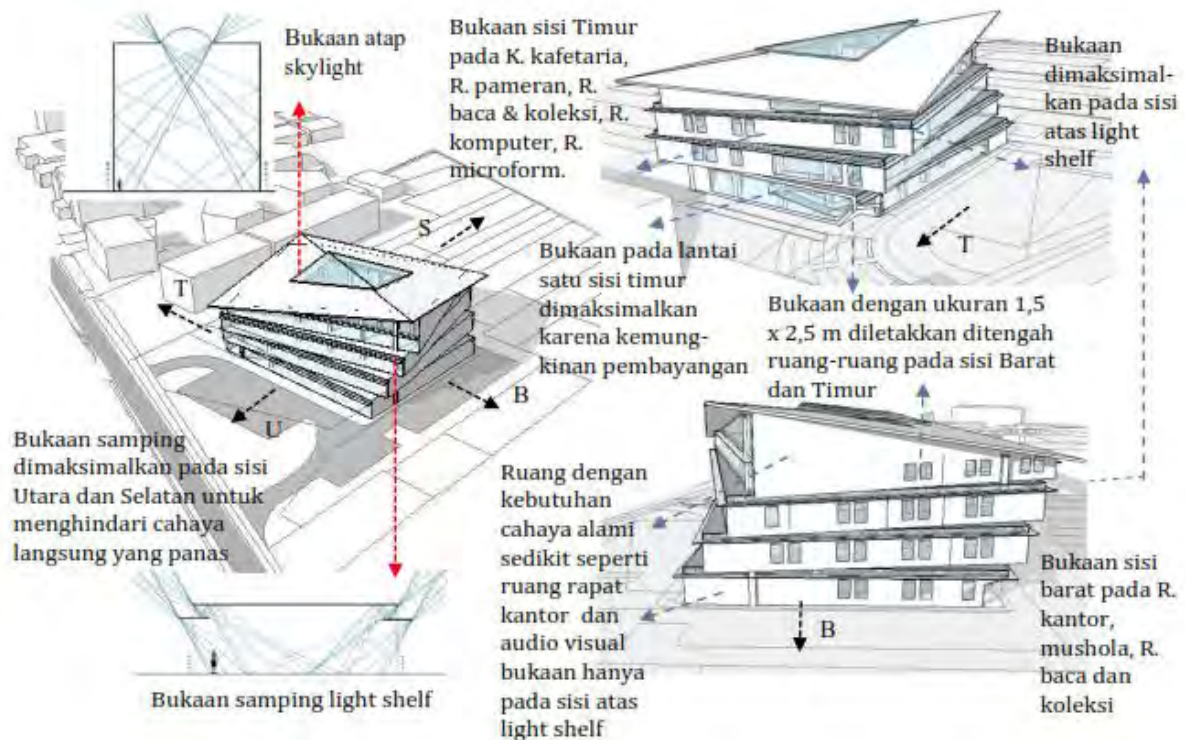 Bukaan atap
skylight
Bukaan sisi Timur
pada K. kafetaria,
R. pameran, R.
baca & koleksi, R.
komputer, R.
microform.
Bukaan
dimaksimal-
kan pada sisi
atas light
shelf
S
T
B
U
T
Bukaan pada lantai
satu sisi timur
dimaksimalkan
karena kemung-
kinan pembayangan
Bukaan dengan ukuran 1,5
x 2,5 m diletakkan ditengah
ruang-ruang pada sisi Barat
dan Timur
Bukaan samping
dimaksimalkan pada sisi
Utara dan Selatan untuk
menghindari cahaya
langsung yang panas
Ruang dengan
kebutuhan
cahaya alami
sedikit seperti
ruang rapat
kantor dan
audio visual
bukaan hanya
pada sisi atas
light shelf
B
Bukaan sisi
barat pada R.
kantor,
mushola, R.
baca dan
koleksi
Bukaan samping light shelf